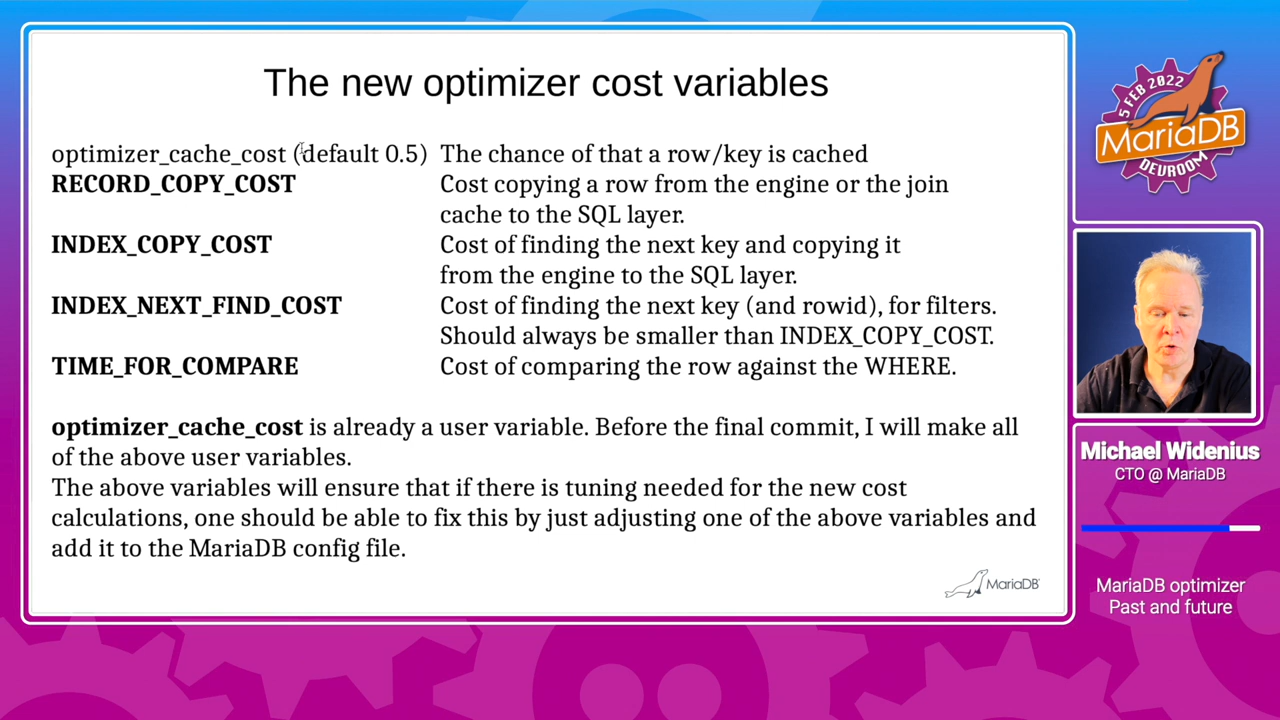 The new optimizer cost variables
optimizer_cache_cost (default 0.5) The chance of that a row/key is cached
RECORD_COPY_COST Cost copying a row from the engine or the join
cache to the SQL layer.
INDEX_COPY_COST Cost of finding the next key and copying it
from the engine to the SQL layer.
INDEX_NEXT_FIND_COST Cost of finding the next key (and rowid), for filters.
Should always be smaller than INDEX_COPY_COST.
TIME_FOR_COMPARE Cost of comparing the row against the WHERE.
optimizer_cache_cost is already a user variable. Before the final commit, I will make all
of the above user variables.
The above variables will ensure that if there is tuning needed for the new cost
calculations, one should be able to fix this by just adjusting one of the above variables and
add it to the MariaDB config file.
MariaDB
5 FEB 2022
MariaDB
DEVROOM
Michael Widenius
CTO @ MariaDB
MariaDB optimizer
Past and future